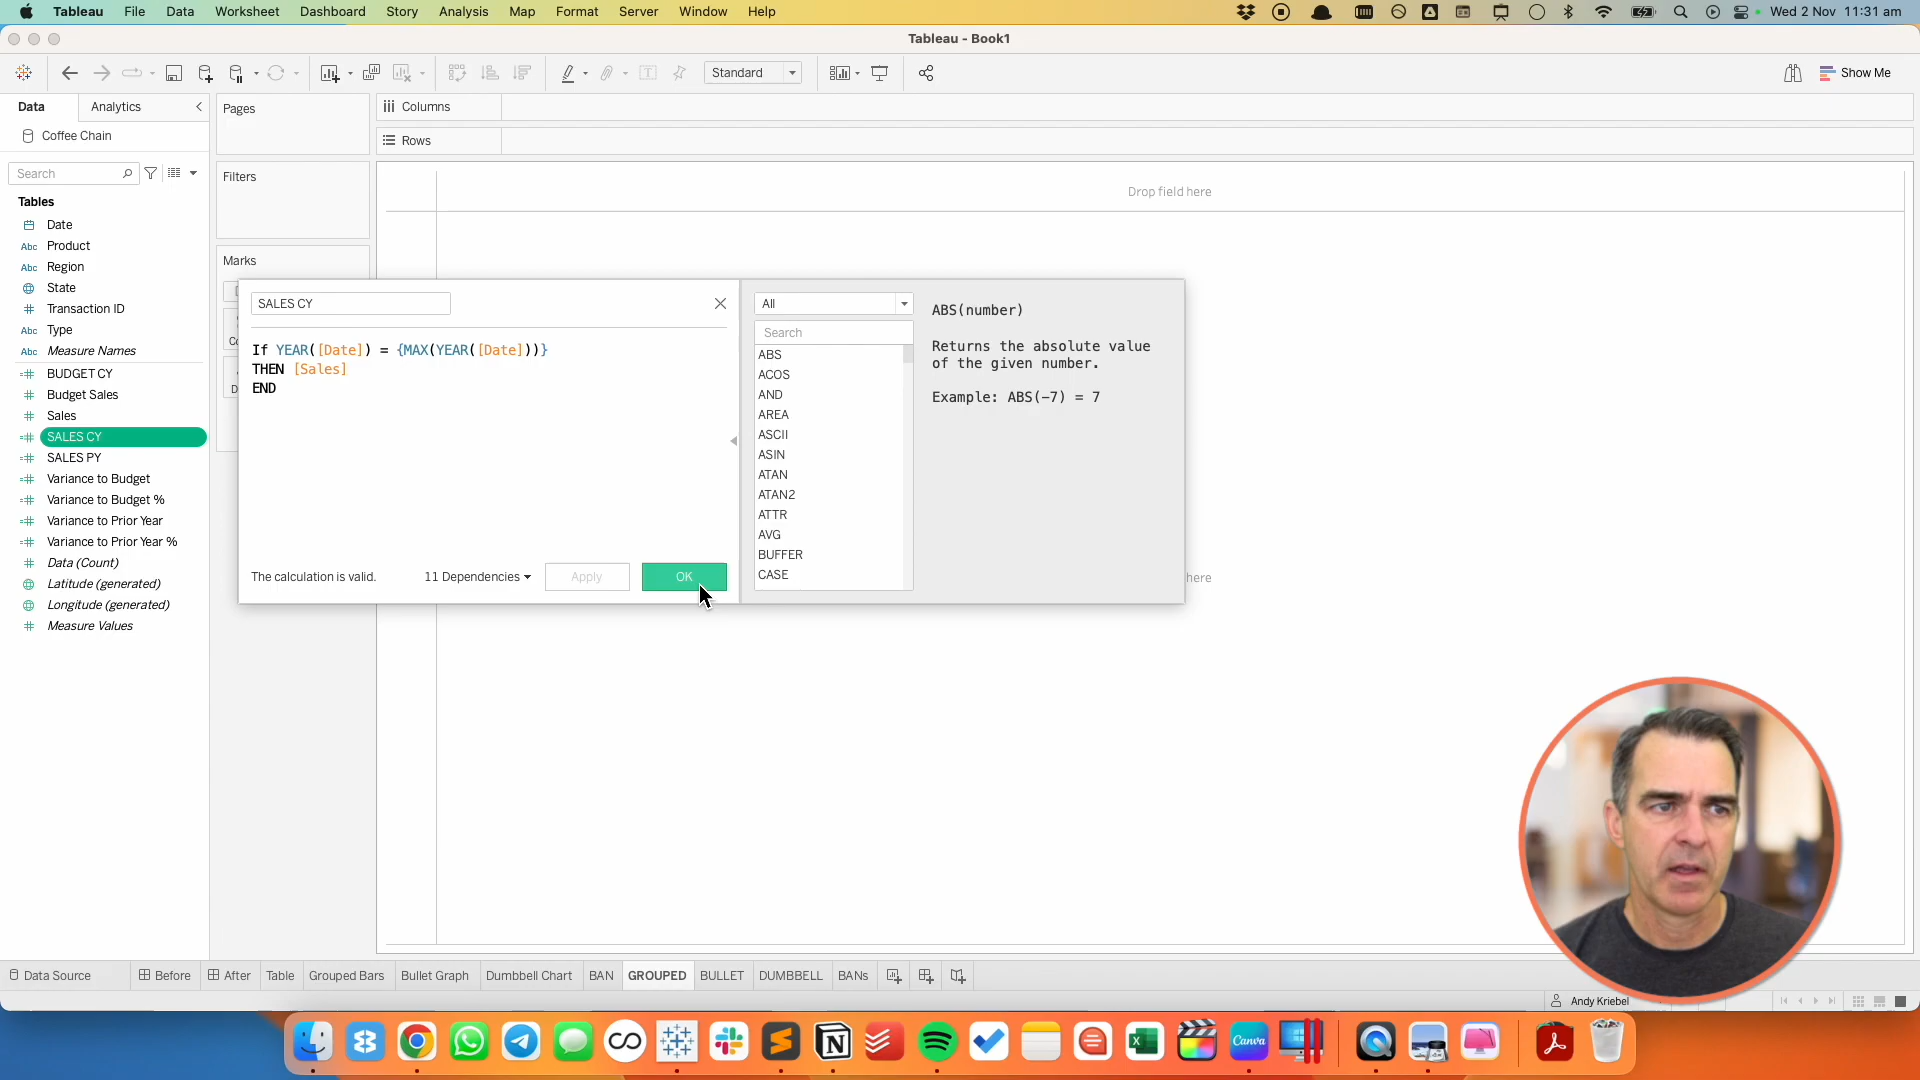 Tableau File Data Worksheet Dashboard Story Analysis Map Format Server Window Help Wed 2 Nov 11:31 am
Tableau - Book1
Standard
Show Me
Data Analytics
Pages
Columns
Coffee Chain
Rows
Search
Filters
Tables
Drop field here
Date
Abc Product
Abc Region
State
Transaction ID
Abc Type
Abc Measure Names
BUDGET CY
Budget Sales
Sales
SALES CY
SALES PY
Variance to Budget
Variance to Budget %
Variance to Prior Year
Variance to Prior Year %
Data (Count)
Latitude (generated)
Longitude (generated)
Measure Values
Marks
SALES CY
If YEAR([Date]) = {MAX(YEAR([Date]))}
THEN [Sales]
END
The calculation is valid.
11 Dependencies
Apply
OK
All
Search
ABS
ACOS
AND
AREA
ASCII
ASIN
ATAN
ATAN2
ATTR
AVG
BUFFER
CASE
ABS(number)
Returns the absolute value
of the given number.
Example: ABS(-7) = 7
here
Data Source Before After Table Grouped Bars Bullet Graph Dumbbell Chart BAN GROUPED BULLET DUMBBELL BANs
Andy Kriebel
Canva